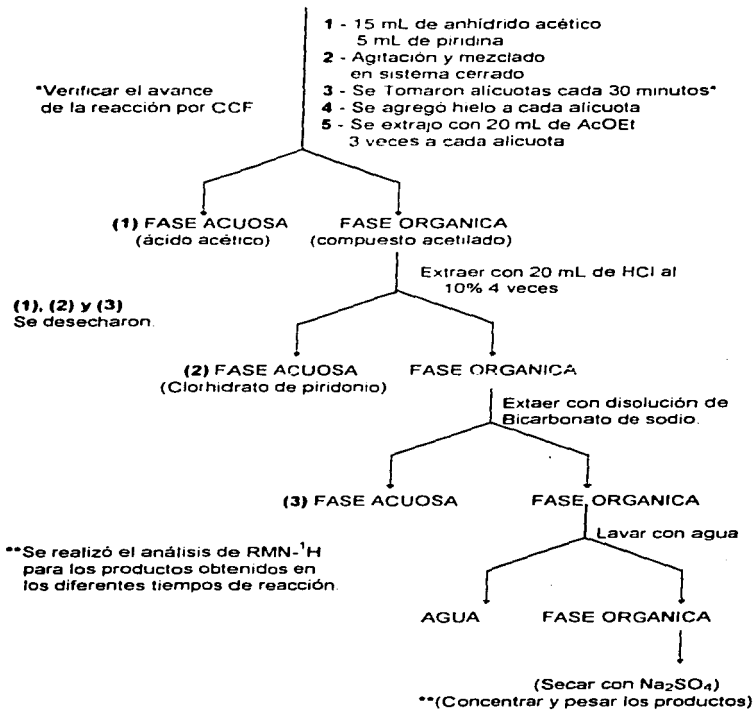 1 - 15 mL de anhídrido acético
5 mL de piridina
2 - Agitación y mezclado
en sistema cerrado
3 - Se Tomaron alícuotas cada 30 minutos*
4 - Se agregó hielo a cada alícuota
5 - Se extrajo con 20 mL de AcOEt
3 veces a cada alicuota
*Verificar el avance
de la reacción por CCF
(1) FASE ACUOSA FASE ORGANICA
(ácido acético) (compuesto acetilado)
Extraer con 20 mL de HCl al
10% 4 veces
(1), (2) y (3)
Se desecharon.
(2) FASE ACUOSA FASE ORGANICA
(Clorhidrato de piridonio)
Extaer con disolución de
Bicarbonato de sodio.
(3) FASE ACUOSA FASE ORGANICA
Lavar con agua
**Se realizó el análisis de RMN-¹H
para los productos obtenidos en
los diferentes tiempos de reacción.
AGUA FASE ORGANICA
(Secar con Na₂SO₄)
**(Concentrar y pesar los productos)